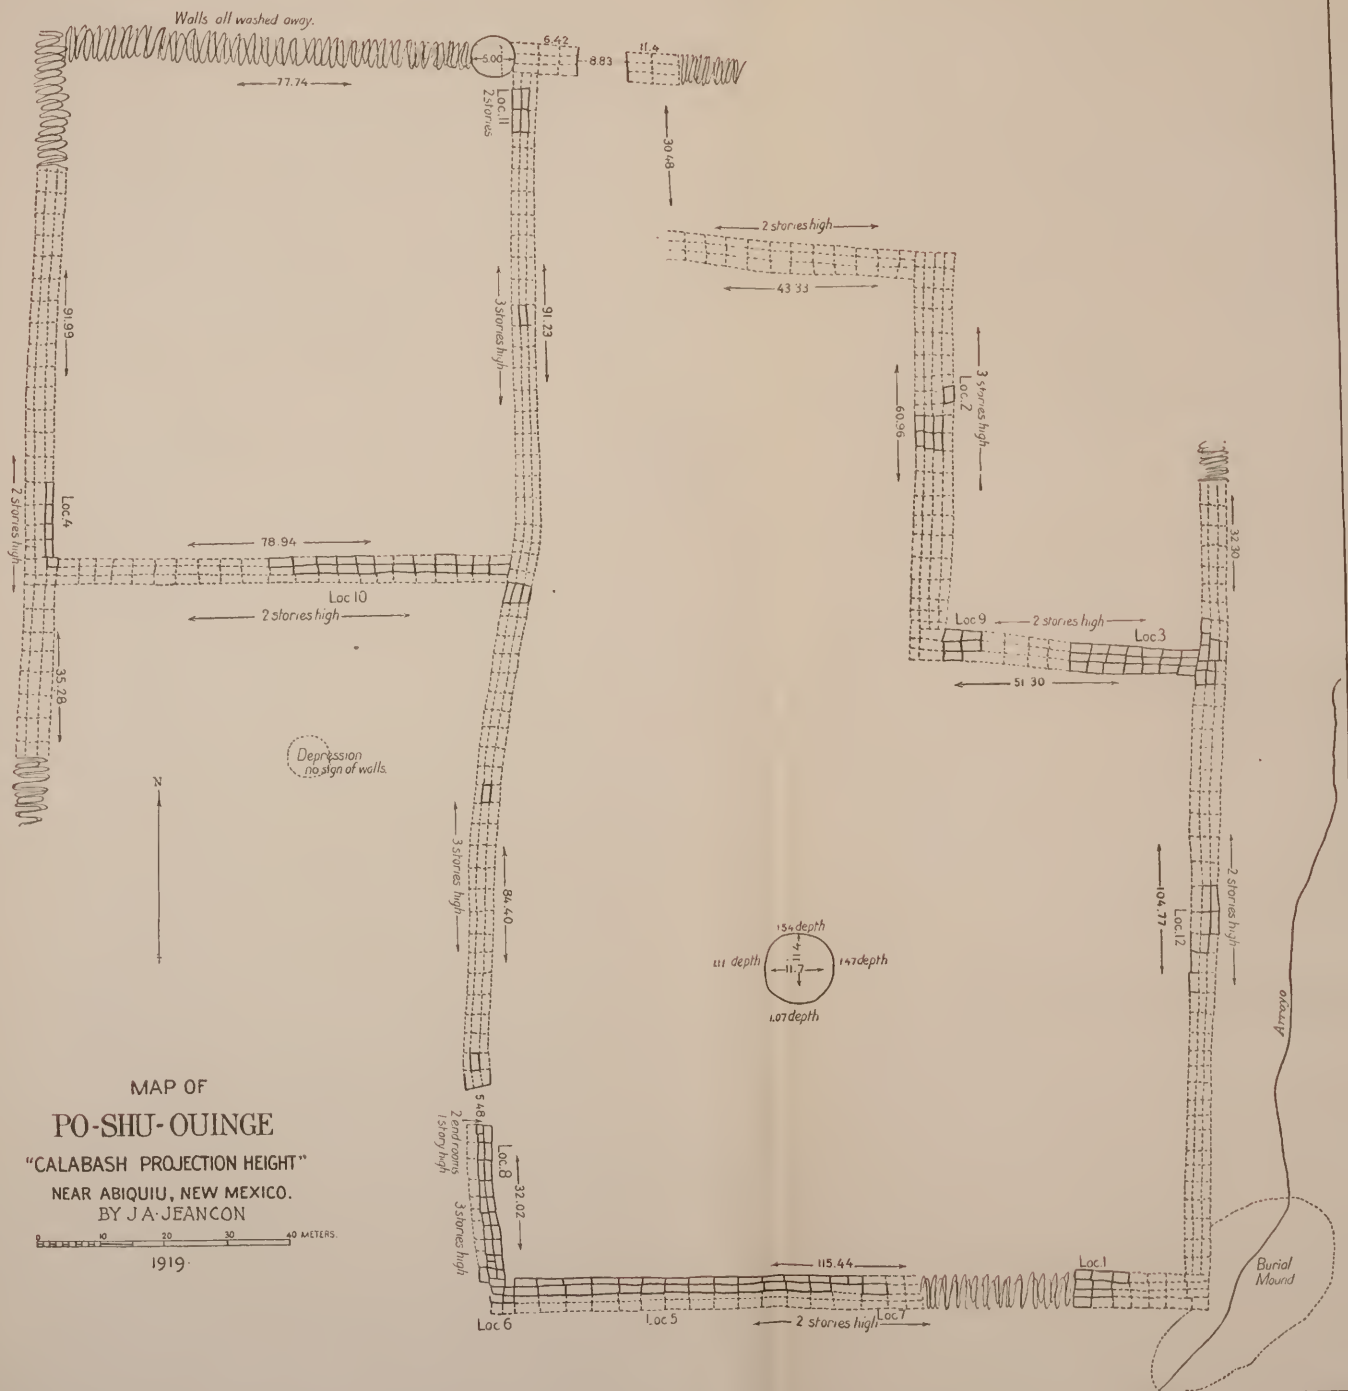 Walls all washed away.
77.74
5.00
6.42
8.83
11.4
Loc.11
2 stories
30.48
2 stories high
43.33
91.99
3 stories high
91.23
3 stories high
Loc.2
60.96
2 stories high
Loc.4
78.94
Loc 10
2 stories high
32.30
Loc 9
2 stories high
Loc 3
51.30
35.28
Depression
no sign of walls.
N
3 stories high
84.40
104.77
Loc.12
2 stories high
1.54 depth
1.11 depth
11.4
11.7
1.47 depth
1.07 depth
Arroyo
5.48
2 end rooms
1 story high
Loc.8
32.02
3 stories high
MAP OF
PO-SHU-OUINGE
"CALABASH PROJECTION HEIGHT"
NEAR ABIQUIU, NEW MEXICO.
BY J A·JEANCON
0 10 20 30 40 METERS.
1919·
115.44
Loc 1
Burial
Mound
Loc 6
Loc 5
2 stories high
Loc 7